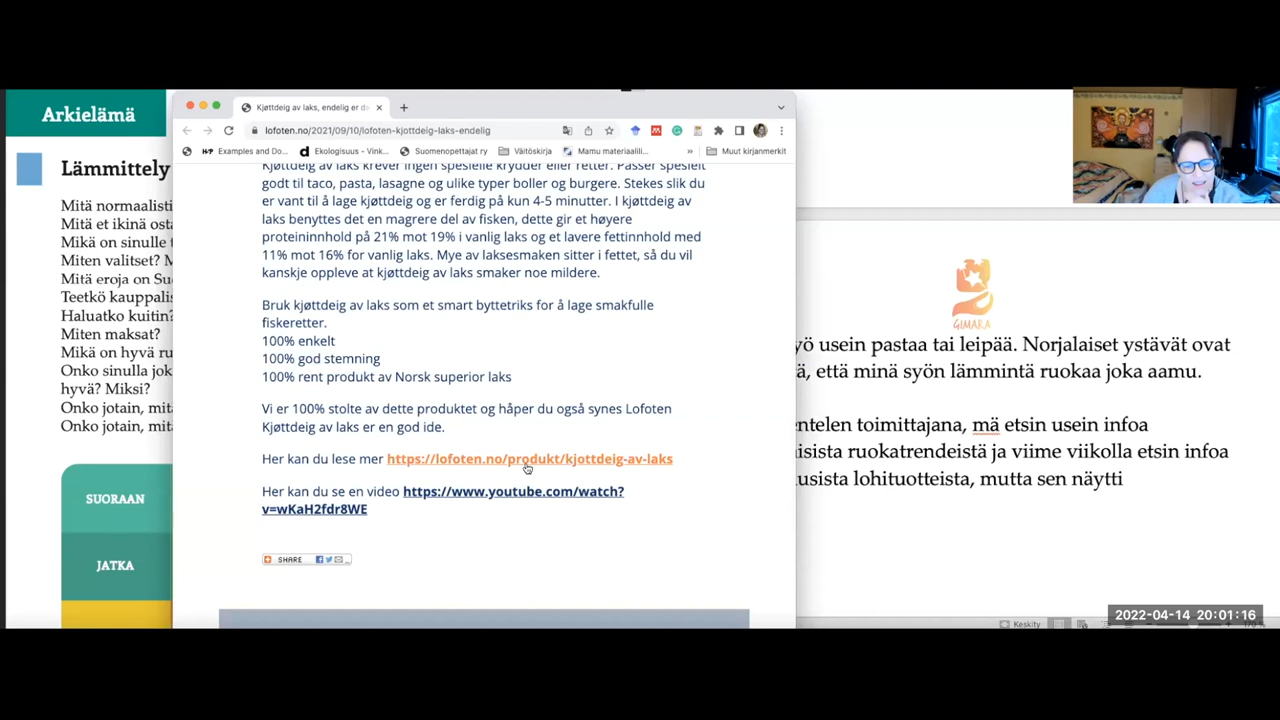 Arkielämä
Lämmittely
Mitä normaalisti
Mitä et ikinä osta
Mikä on sinulle t
Miten valitset? M
Mitä eroja on Su
Teetkö kauppalis
Haluatko kuitin?
Miten maksat?
Mikä on hyvä ru
Onko sinulla jok
hyvä? Miksi?
Onko jotain, mitä
Onko jotain, mitä
SUORAAN
JATKA
Kjøttdeig av laks, endelig er d
lofoten.no/2021/09/10/lofoten-kjottdeig-laks-endelig
Examples and Do...
Ekologisuus - Vink...
Suomenopettajat ry
Väitöskirja
Mamu materiaalil...
»
Muut kirjanmerkit
Kjøttdeig av laks krever ingen spesielle krydder eller retter. Passer spesielt
godt til taco, pasta, lasagne og ulike typer boller og burgere. Stekes slik du
er vant til å lage kjøttdeig og er ferdig på kun 4-5 minutter. I kjøttdeig av
laks benyttes det en magrere del av fisken, dette gir et høyere
proteininnhold på 21% mot 19% i vanlig laks og et lavere fettinnhold med
11% mot 16% for vanlig laks. Mye av laksesmaken sitter i fettet, så du vil
kanskje oppleve at kjøttdeig av laks smaker noe mildere.
Bruk kjøttdeig av laks som et smart byttetriks for å lage smakfulle
fiskeretter.
100% enkelt
100% god stemning
100% rent produkt av Norsk superior laks
Vi er 100% stolte av dette produktet og håper du også synes Lofoten
Kjøttdeig av laks er en god ide.
Her kan du lese mer https://lofoten.no/produkt/kjottdeig-av-laks
Her kan du se en video https://www.youtube.com/watch?
v=wKaH2fdr8WE
SHARE
GIMARA
yö usein pastaa tai leipää. Norjalaiset ystävät ovat
tä, että minä syön lämmintä ruokaa joka aamu.
entelen toimittajana, mä etsin usein infoa
aisista ruokatrendeistä ja viime viikolla etsin infoa
usista lohituotteista, mutta sen näytti
Keskity
2022-04-14 20:01:16